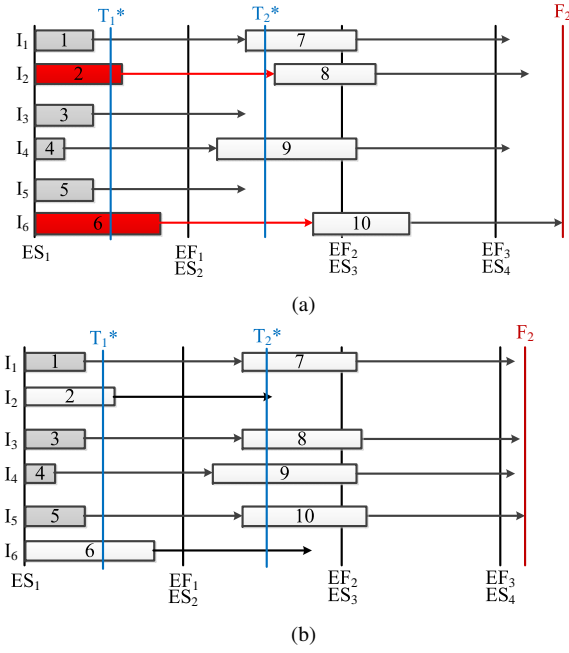 T₁* T₂* F₂
I₁ 1 7
I₂ 2 8
I₃ 3
I₄ 4 9
I₅ 5
I₆ 6 10
ES₁ EF₁ EF₂ EF₃
ES₂ ES₃ ES₄
(a)
T₁* T₂* F₂
I₁ 1 7
I₂ 2
I₃ 3 8
I₄ 4 9
I₅ 5 10
I₆ 6
ES₁ EF₁ EF₂ EF₃
ES₂ ES₃ ES₄
(b)